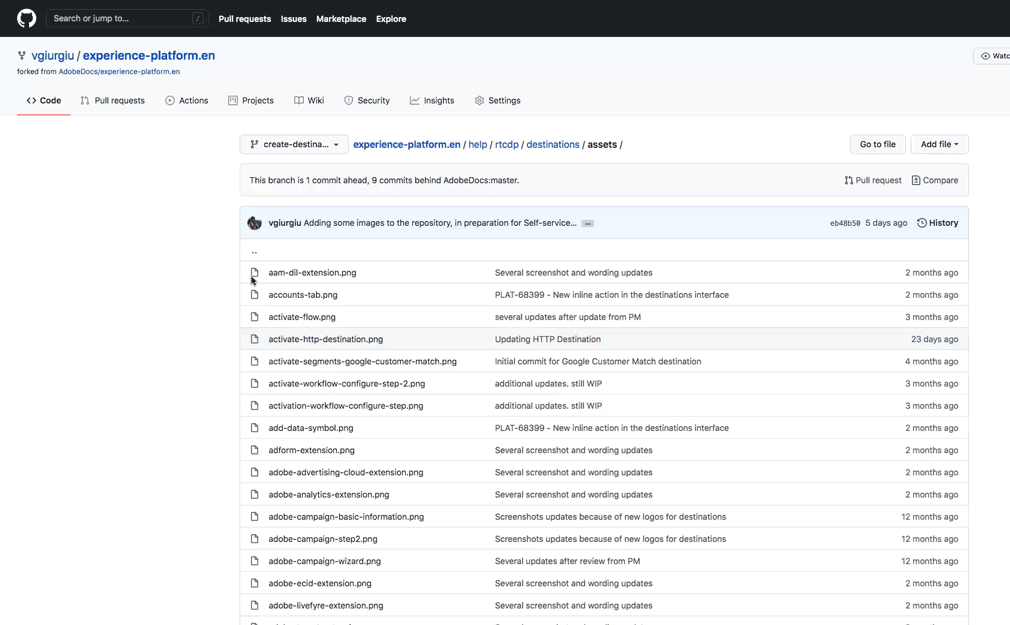 Search or jump to... /
Pull requests Issues Marketplace Explore
vgiurgiu / experience-platform.en
Watc
forked from AdobeDocs/experience-platform.en
Code Pull requests Actions Projects Wiki Security Insights Settings
create-destina... experience-platform.en / help / rtcdp / destinations / assets / Go to file Add file
This branch is 1 commit ahead, 9 commits behind AdobeDocs:master. Pull request Compare
vgiurgiu Adding some images to the repository, in preparation for Self-service... ... eb48b50 5 days ago History
..
aam-dil-extension.png Several screenshot and wording updates 2 months ago
accounts-tab.png PLAT-68399 - New inline action in the destinations interface 2 months ago
activate-flow.png several updates after update from PM 3 months ago
activate-http-destination.png Updating HTTP Destination 23 days ago
activate-segments-google-customer-match.png Initial commit for Google Customer Match destination 4 months ago
activate-workflow-configure-step-2.png additional updates. still WIP 3 months ago
activation-workflow-configure-step.png additional updates. still WIP 3 months ago
add-data-symbol.png PLAT-68399 - New inline action in the destinations interface 2 months ago
adform-extension.png Several screenshot and wording updates 2 months ago
adobe-advertising-cloud-extension.png Several screenshot and wording updates 2 months ago
adobe-analytics-extension.png Several screenshot and wording updates 2 months ago
adobe-campaign-basic-information.png Screenshots updates because of new logos for destinations 12 months ago
adobe-campaign-step2.png Screenshots updates because of new logos for destinations 12 months ago
adobe-campaign-wizard.png Several updates after review from PM 12 months ago
adobe-ecid-extension.png Several screenshot and wording updates 2 months ago
adobe-livefyre-extension.png Several screenshot and wording updates 2 months ago